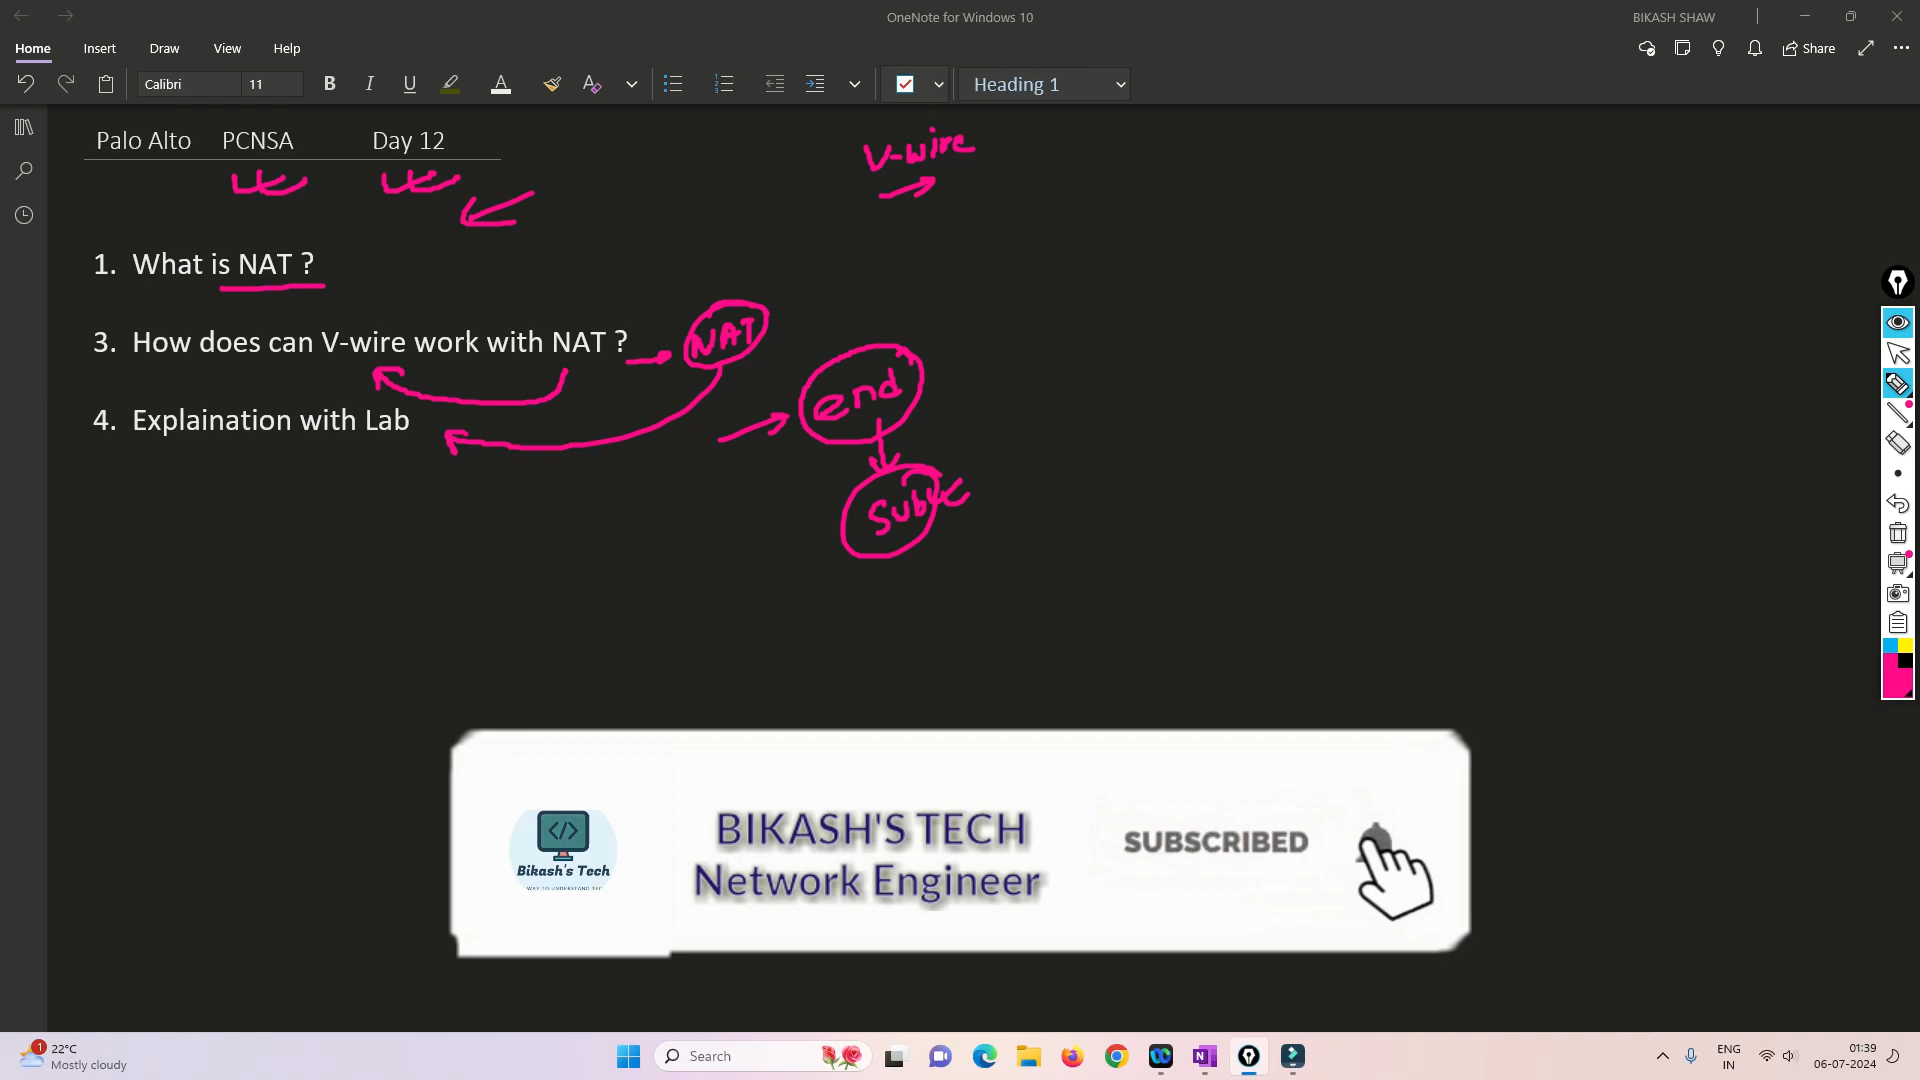 OneNote for Windows 10
BIKASH SHAW
Home Insert Draw View Help
Share
Calibri 11 B I U A A Heading 1
Palo Alto PCNSA Day 12
V-wire
1. What is NAT ?
3. How does can V-wire work with NAT ?
NAT
end
4. Explaination with Lab
BIKASH'S TECH
Network Engineer
SUBSCRIBED
</>
Bikash's Tech
1
22°C
Mostly cloudy
Search
ENG
IN
01:39
06-07-2024